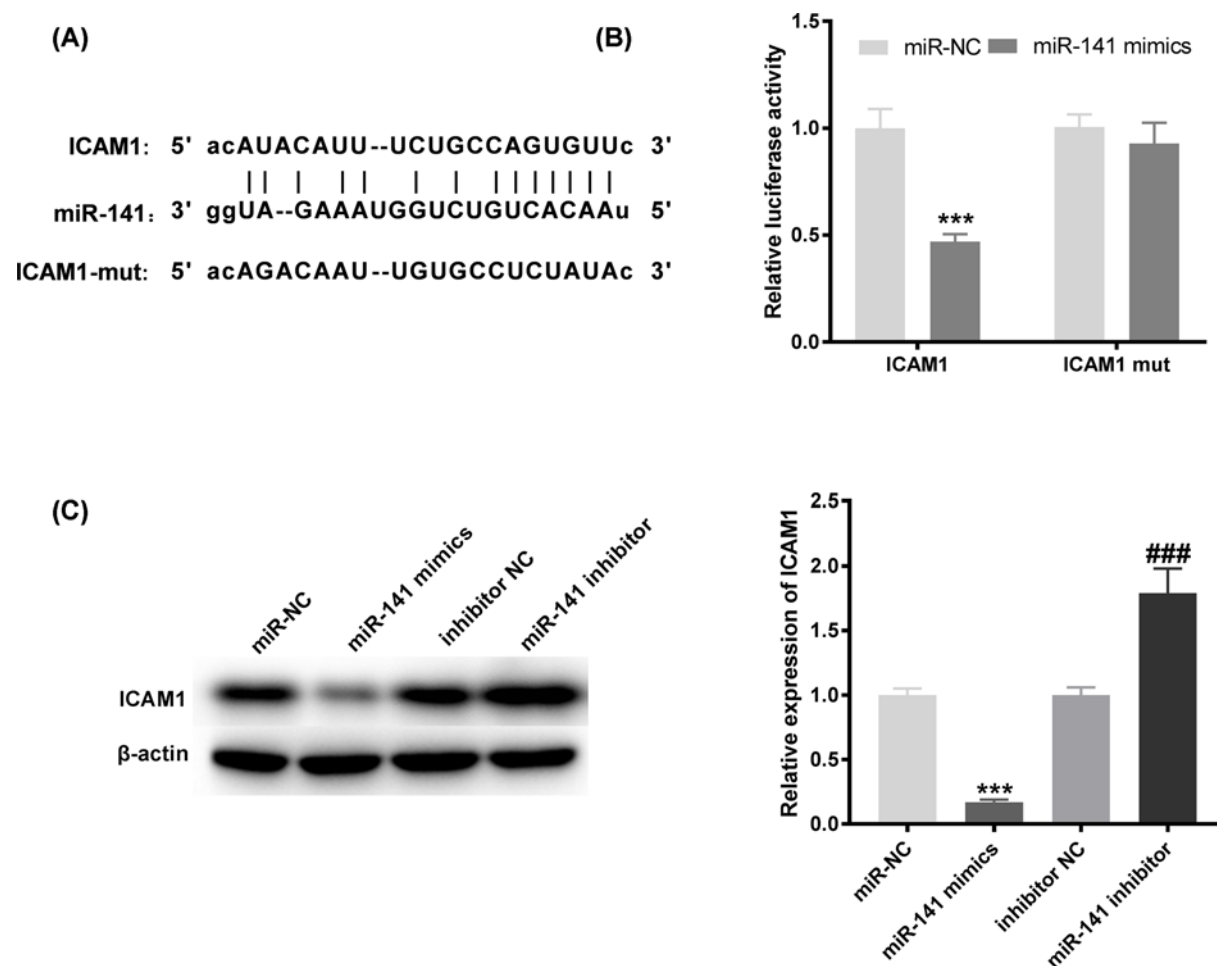 (A)
ICAM1: 5' acAUACAUU--UCUGCCAGUGUUc 3'
| | | | | | | | | | | | | | |
miR-141: 3' ggUA--GAAAUGGUCUGUCACAAu 5'
ICAM1-mut: 5' acAGACAAU--UGUGCCUCUAUAc 3'
(B)
miR-NC miR-141 mimics
Relative luciferase activity
1.5
1.0
0.5
0.0
***
ICAM1 ICAM1 mut
(C)
miR-NC miR-141 mimics inhibitor NC miR-141 inhibitor
ICAM1
β-actin
Relative expression of ICAM1
2.5
2.0
1.5
1.0
0.5
0.0
***
###
miR-NC miR-141 mimics inhibitor NC miR-141 inhibitor